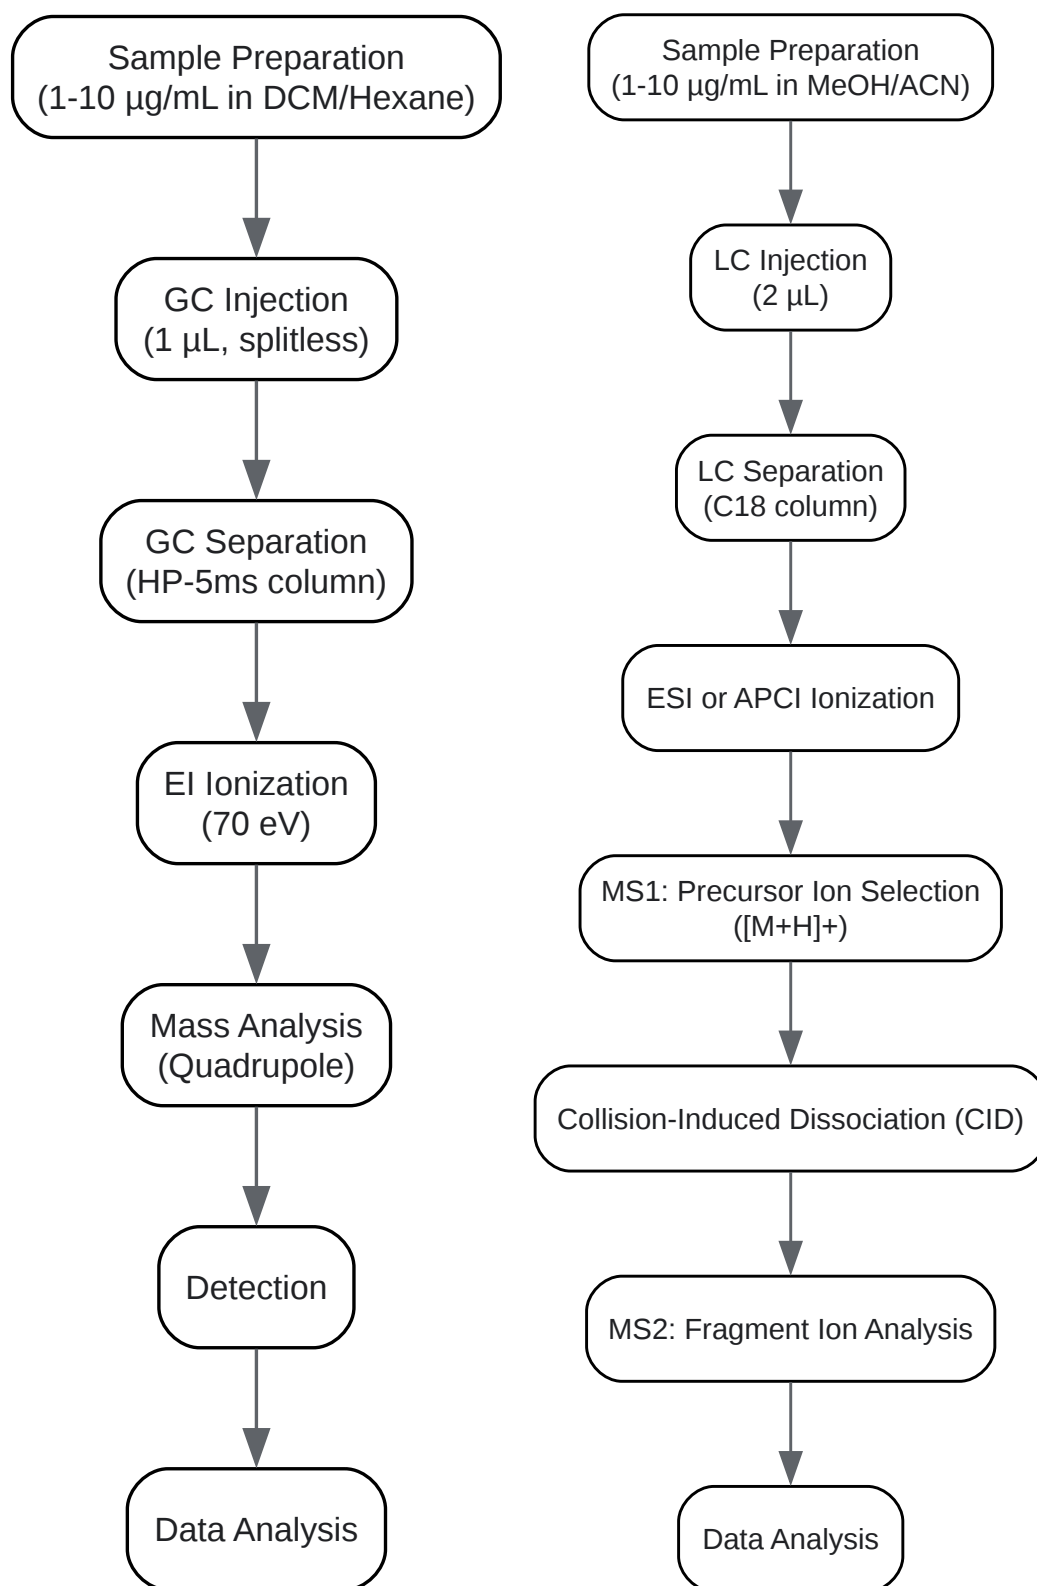 Sample Preparation
(1-10 µg/mL in DCM/Hexane)
GC Injection
(1 µL, splitless)
GC Separation
(HP-5ms column)
EI Ionization
(70 eV)
Mass Analysis
(Quadrupole)
Detection
Data Analysis
Sample Preparation
(1-10 µg/mL in MeOH/ACN)
LC Injection
(2 µL)
LC Separation
(C18 column)
ESI or APCI Ionization
MS1: Precursor Ion Selection
([M+H]+)
Collision-Induced Dissociation (CID)
MS2: Fragment Ion Analysis
Data Analysis